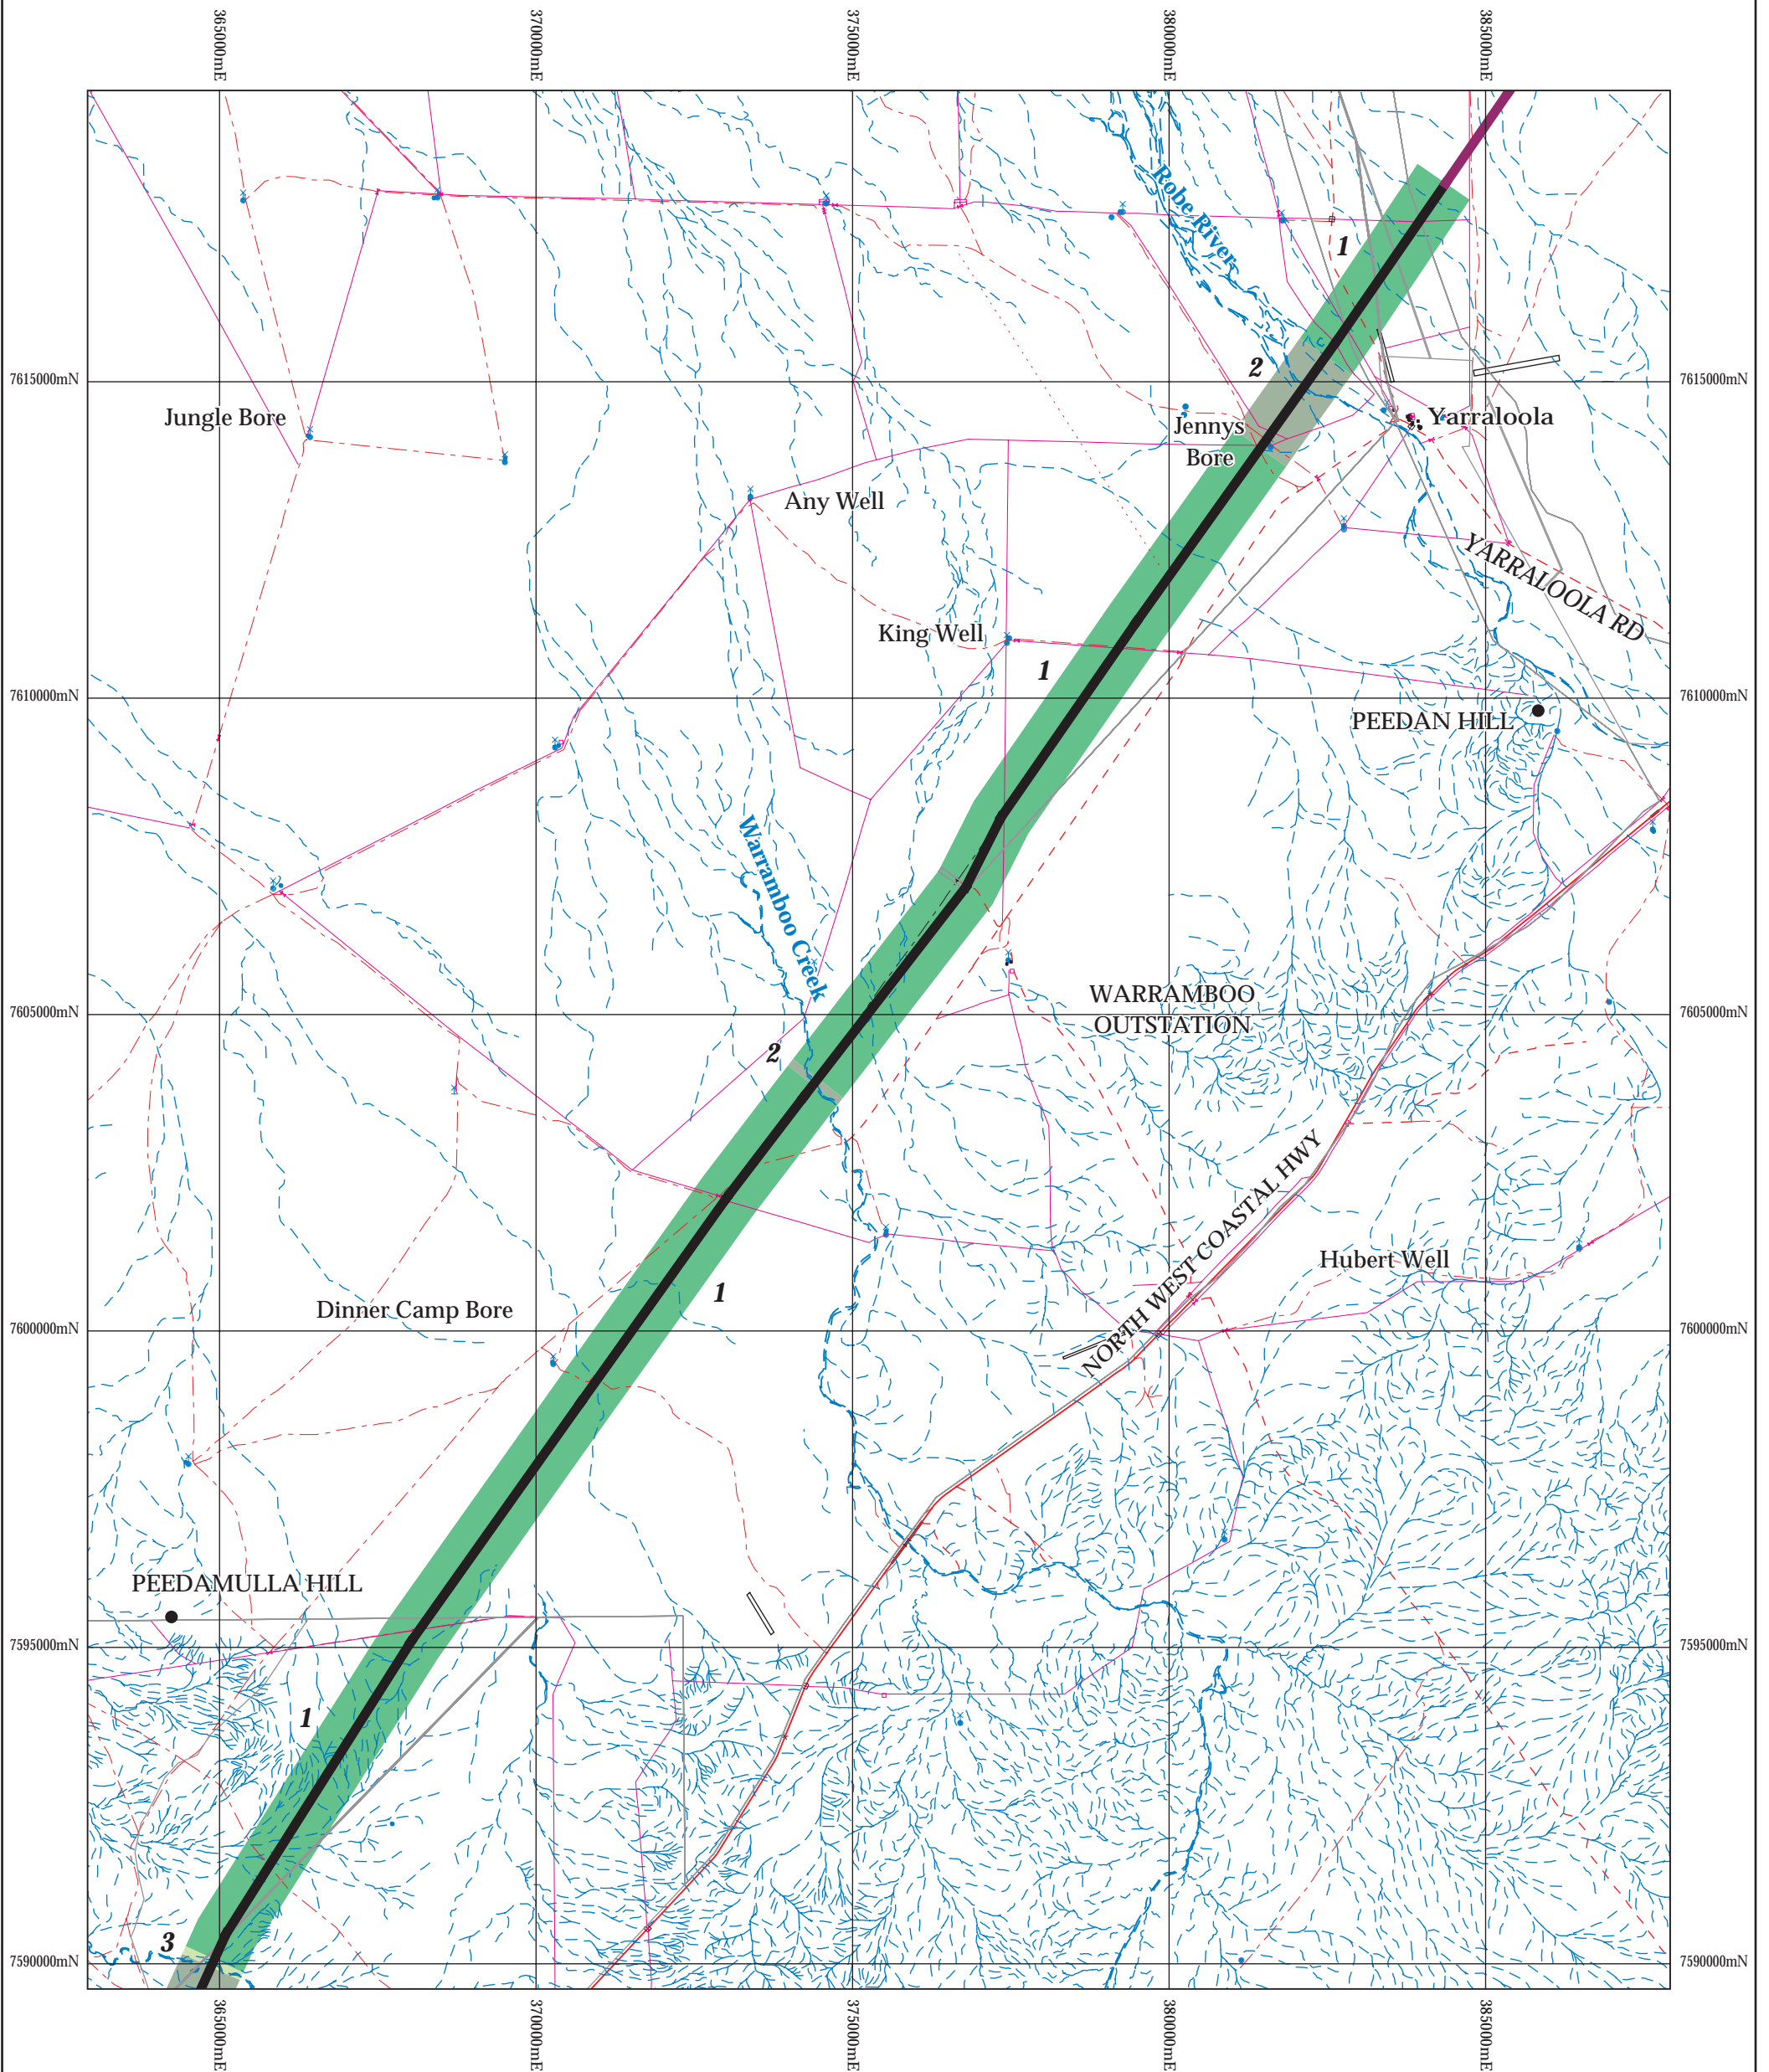 365000mE
370000mE
375000mE
380000mE
385000mE
Robe River
1
2
7615000mN
7615000mN
Jungle Bore
Jennys
Bore
Yarraloola
Any Well
YARRALOOLA RD
King Well
1
7610000mN
7610000mN
PEEDAN HILL
Warramboo Creek
WARRAMBOO
OUTSTATION
7605000mN
7605000mN
2
NORTH WEST COASTAL HWY
Hubert Well
1
Dinner Camp Bore
7600000mN
7600000mN
PEEDAMULLA HILL
7595000mN
7595000mN
1
3
7590000mN
7590000mN
365000mE
370000mE
375000mE
380000mE
385000mE